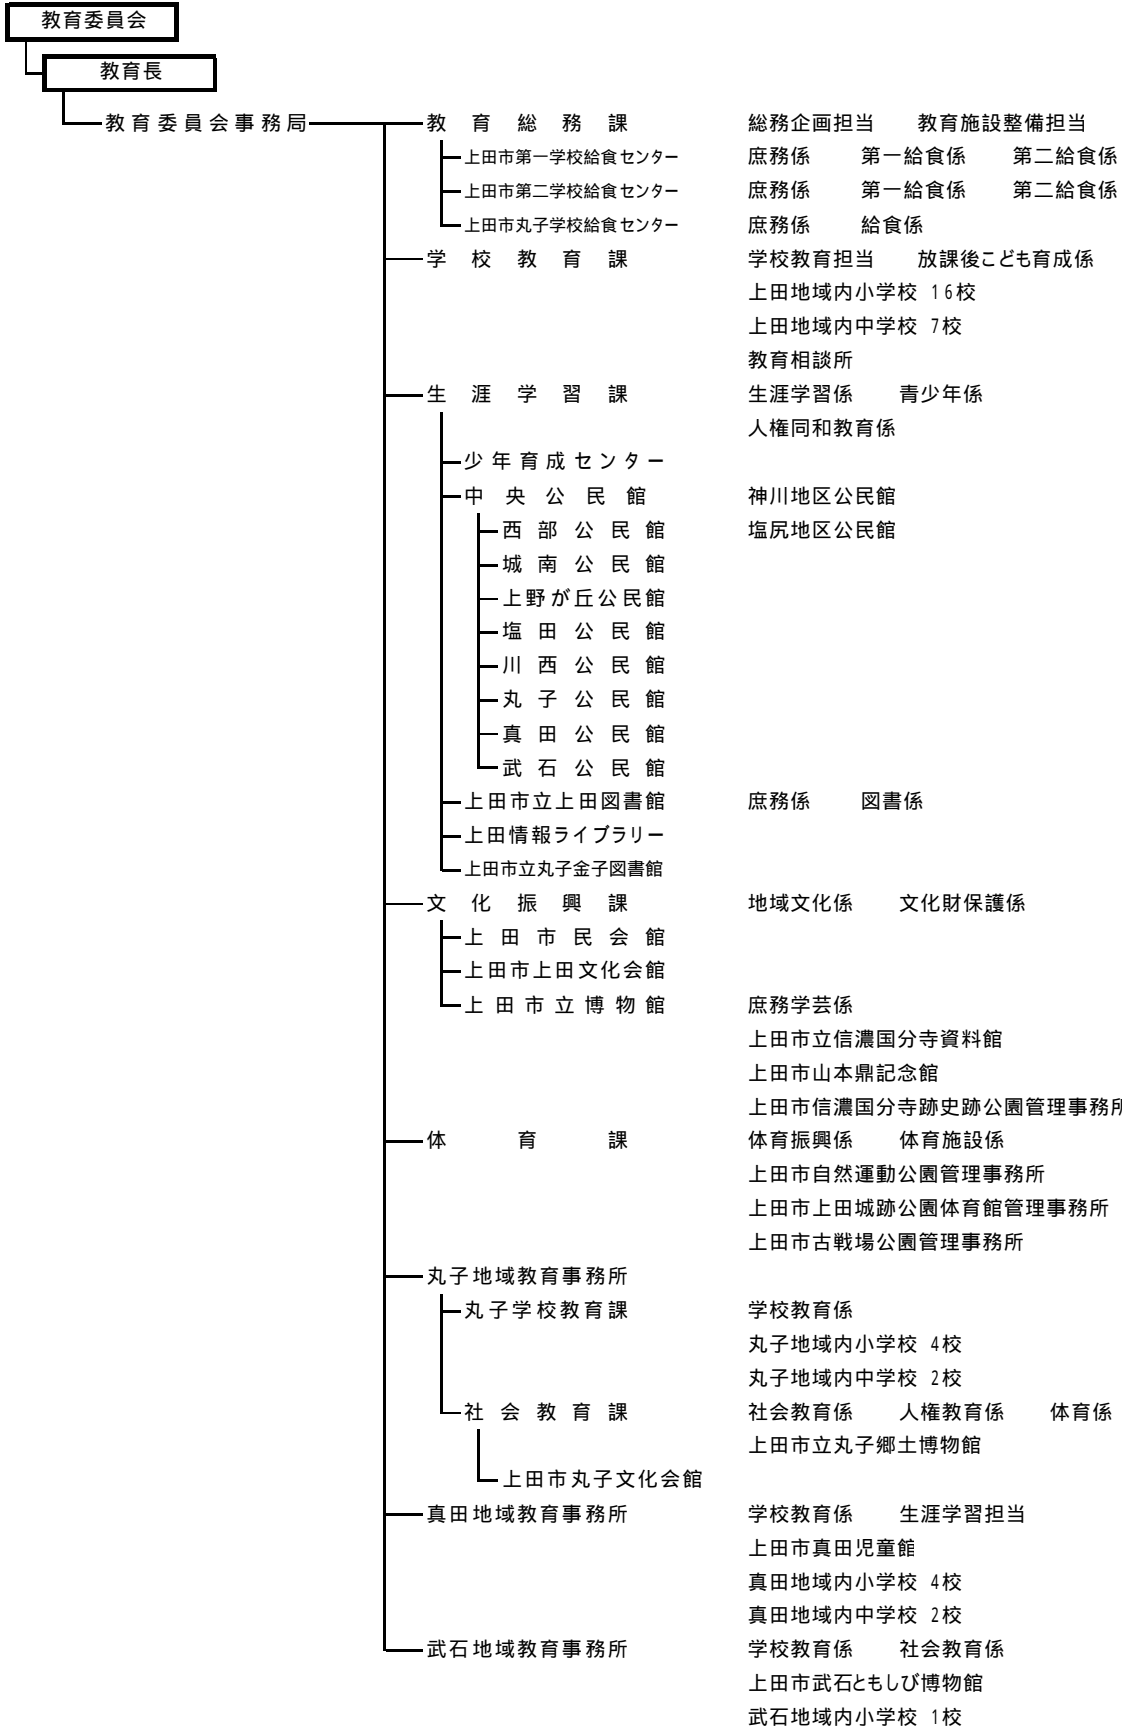 教育委員会
教育長
教育委員会事務局 教育総務課 総務企画担当 教育施設整備担当
上田市第一学校給食センター 庶務係 第一給食係 第二給食係
上田市第二学校給食センター 庶務係 第一給食係 第二給食係
上田市丸子学校給食センター 庶務係 給食係
学校教育課 学校教育担当 放課後こども育成係
上田地域内小学校 16校
上田地域内中学校 7校
教育相談所
生涯学習課 生涯学習係 青少年係
人権同和教育係
少年育成センター
中央公民館 神川地区公民館
西部公民館 塩尻地区公民館
城南公民館
上野が丘公民館
塩田公民館
川西公民館
丸子公民館
真田公民館
武石公民館
上田市立上田図書館 庶務係 図書係
上田情報ライブラリー
上田市立丸子金子図書館
文化振興課 地域文化係 文化財保護係
上田市民会館
上田市上田文化会館
上田市立博物館 庶務学芸係
上田市立信濃国分寺資料館
上田市山本鼎記念館
上田市信濃国分寺跡史跡公園管理事務所
体育課 体育振興係 体育施設係
上田市自然運動公園管理事務所
上田市上田城跡公園体育館管理事務所
上田市古戦場公園管理事務所
丸子地域教育事務所
丸子学校教育課 学校教育係
丸子地域内小学校 4校
丸子地域内中学校 2校
社会教育課 社会教育係 人権教育係 体育係
上田市立丸子郷土博物館
上田市丸子文化会館
真田地域教育事務所 学校教育係 生涯学習担当
上田市真田児童館
真田地域内小学校 4校
真田地域内中学校 2校
武石地域教育事務所 学校教育係 社会教育係
上田市武石ともしび博物館
武石地域内小学校 1校